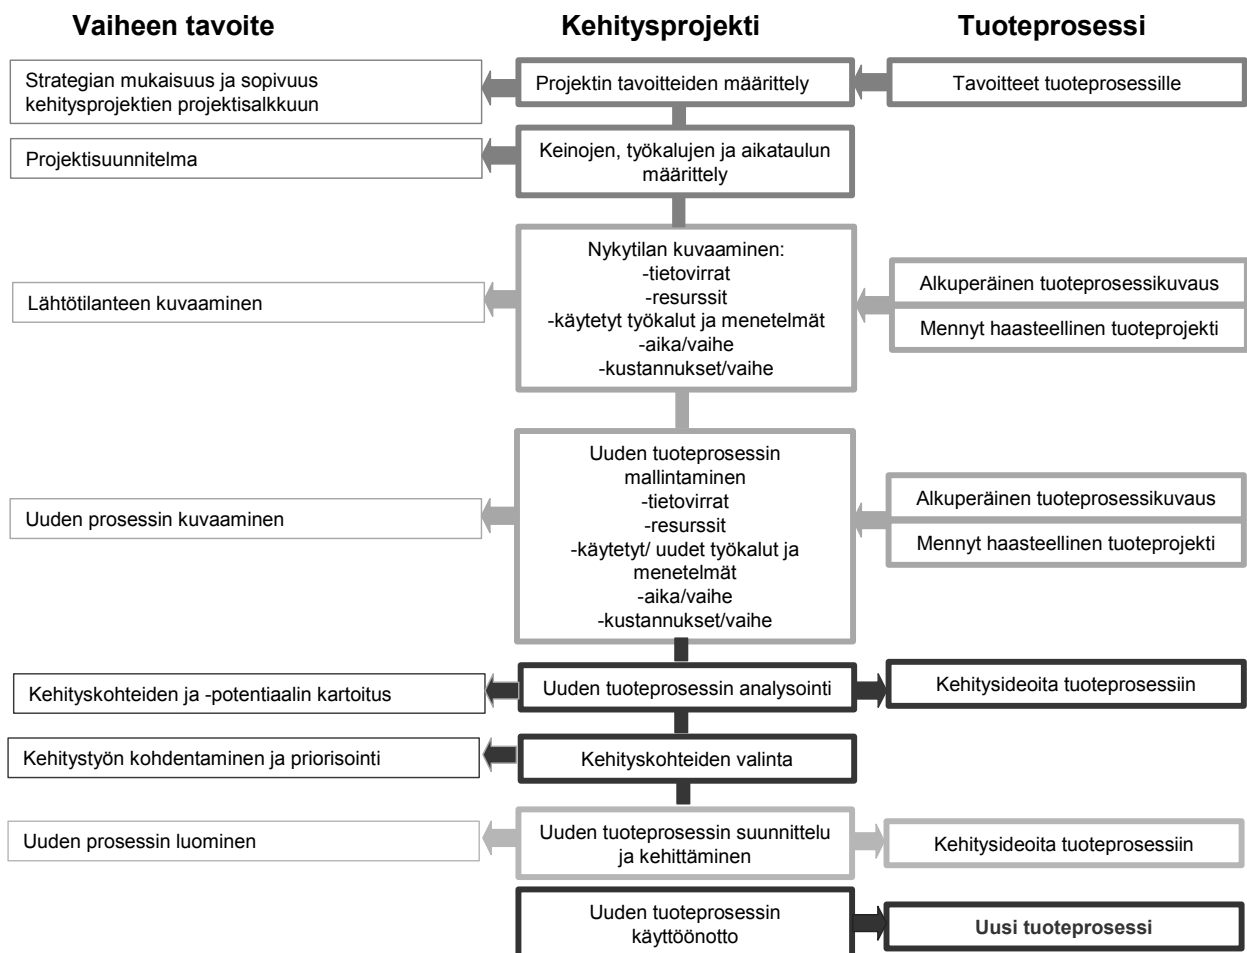 Vaiheen tavoite
Kehitysprojekti
Tuoteprosessi
Strategian mukaisuus ja sopivuus
kehitysprojektien projektisalkkuun
Projektin tavoitteiden määrittely
Tavoitteet tuoteprosessille
Projektisuunnitelma
Keinojen, työkalujen ja aikataulun
määrittely
Lähtötilanteen kuvaaminen
Nykytilan kuvaaminen:
-tietovirrat
-resurssit
-käytetyt työkalut ja menetelmät
-aika/vaihe
-kustannukset/vaihe
Alkuperäinen tuoteprosessikuvaus
Mennyt haasteellinen tuoteprojekti
Uuden prosessin kuvaaminen
Uuden tuoteprosessin
mallintaminen
-tietovirrat
-resurssit
-käytetyt/ uudet työkalut ja
menetelmät
-aika/vaihe
-kustannukset/vaihe
Alkuperäinen tuoteprosessikuvaus
Mennyt haasteellinen tuoteprojekti
Kehityskohteiden ja -potentiaalin kartoitus
Uuden tuoteprosessin analysointi
Kehitysideoita tuoteprosessiin
Kehitystyön kohdentaminen ja priorisointi
Kehityskohteiden valinta
Uuden prosessin luominen
Uuden tuoteprosessin suunnittelu
ja kehittäminen
Kehitysideoita tuoteprosessiin
Uuden tuoteprosessin
käyttöönotto
Uusi tuoteprosessi